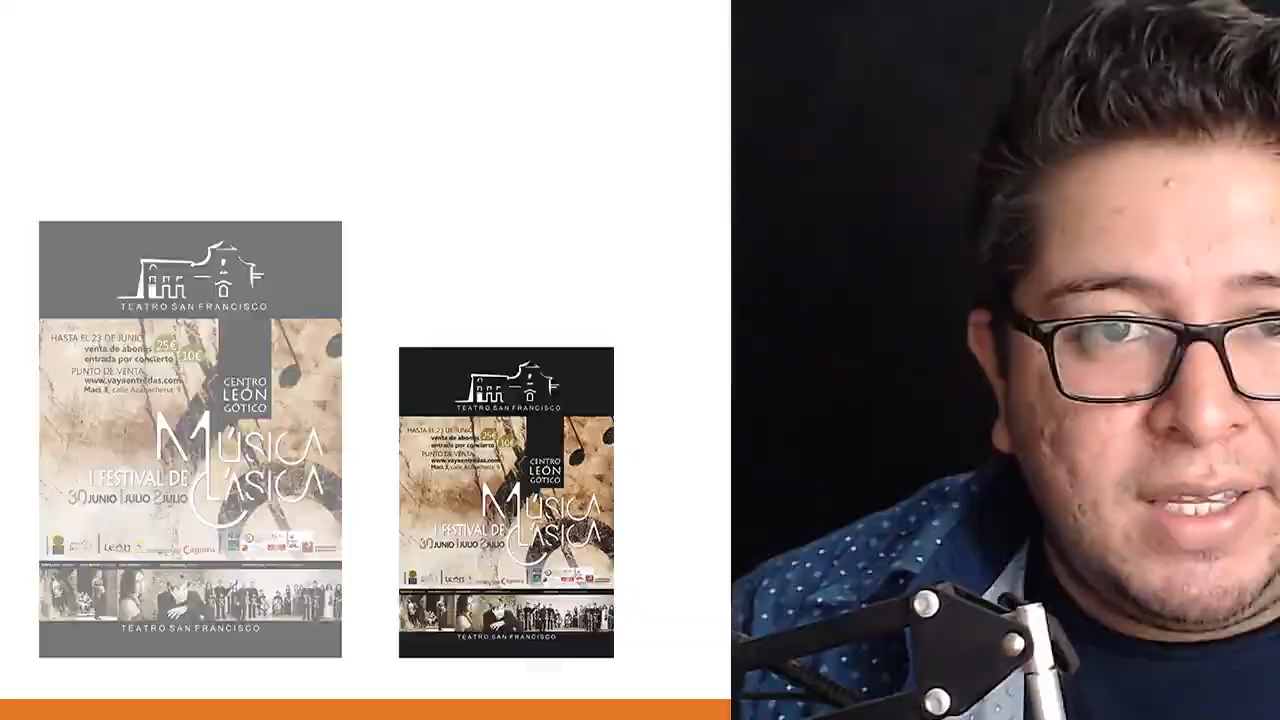 TEATRO SAN FRANCISCO
HASTA EL 23 DE JUNIO
venta de abonos 25€
entrada por concierto 10€
PUNTO DE VENTA
www.vayaentradas.com
CENTRO
LEÓN
GÓTICO
MÚSICA
I FESTIVAL DE CLÁSICA
30 JUNIO 1 JULIO 2 JULIO
TEATRO SAN FRANCISCO
TEATRO SAN FRANCISCO
HASTA EL 23 DE JUNIO
venta de abonos 25€
entrada por concierto 10€
PUNTO DE VENTA
www.vayaentradas.com
CENTRO
LEÓN
GÓTICO
MÚSICA
I FESTIVAL DE CLÁSICA
30 JUNIO 1 JULIO 2 JULIO
TEATRO SAN FRANCISCO